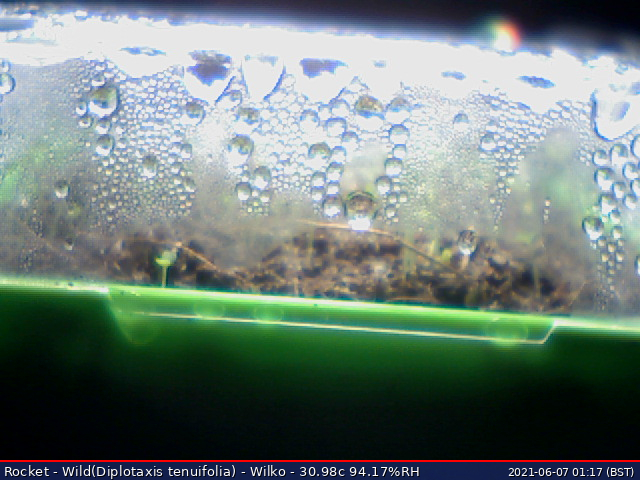 Rocket - Wild(Diplotaxis tenuifolia) - Wilko - 30.98c 94.17%RH 2021-06-07 01:17 (BST)